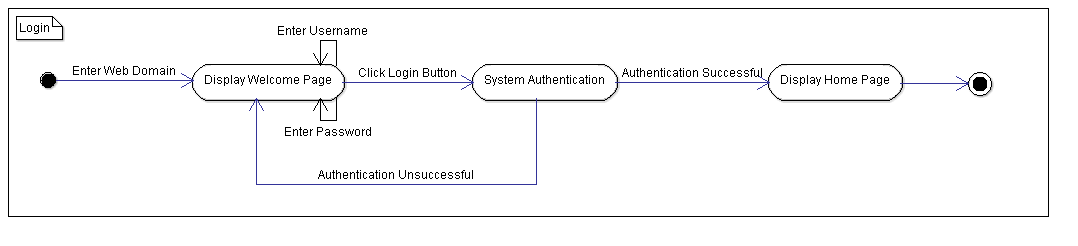 Login
Enter Username
Enter Web Domain
Display Welcome Page
Click Login Button
System Authentication
Authentication Successful
Display Home Page
Enter Password
Authentication Unsuccessful